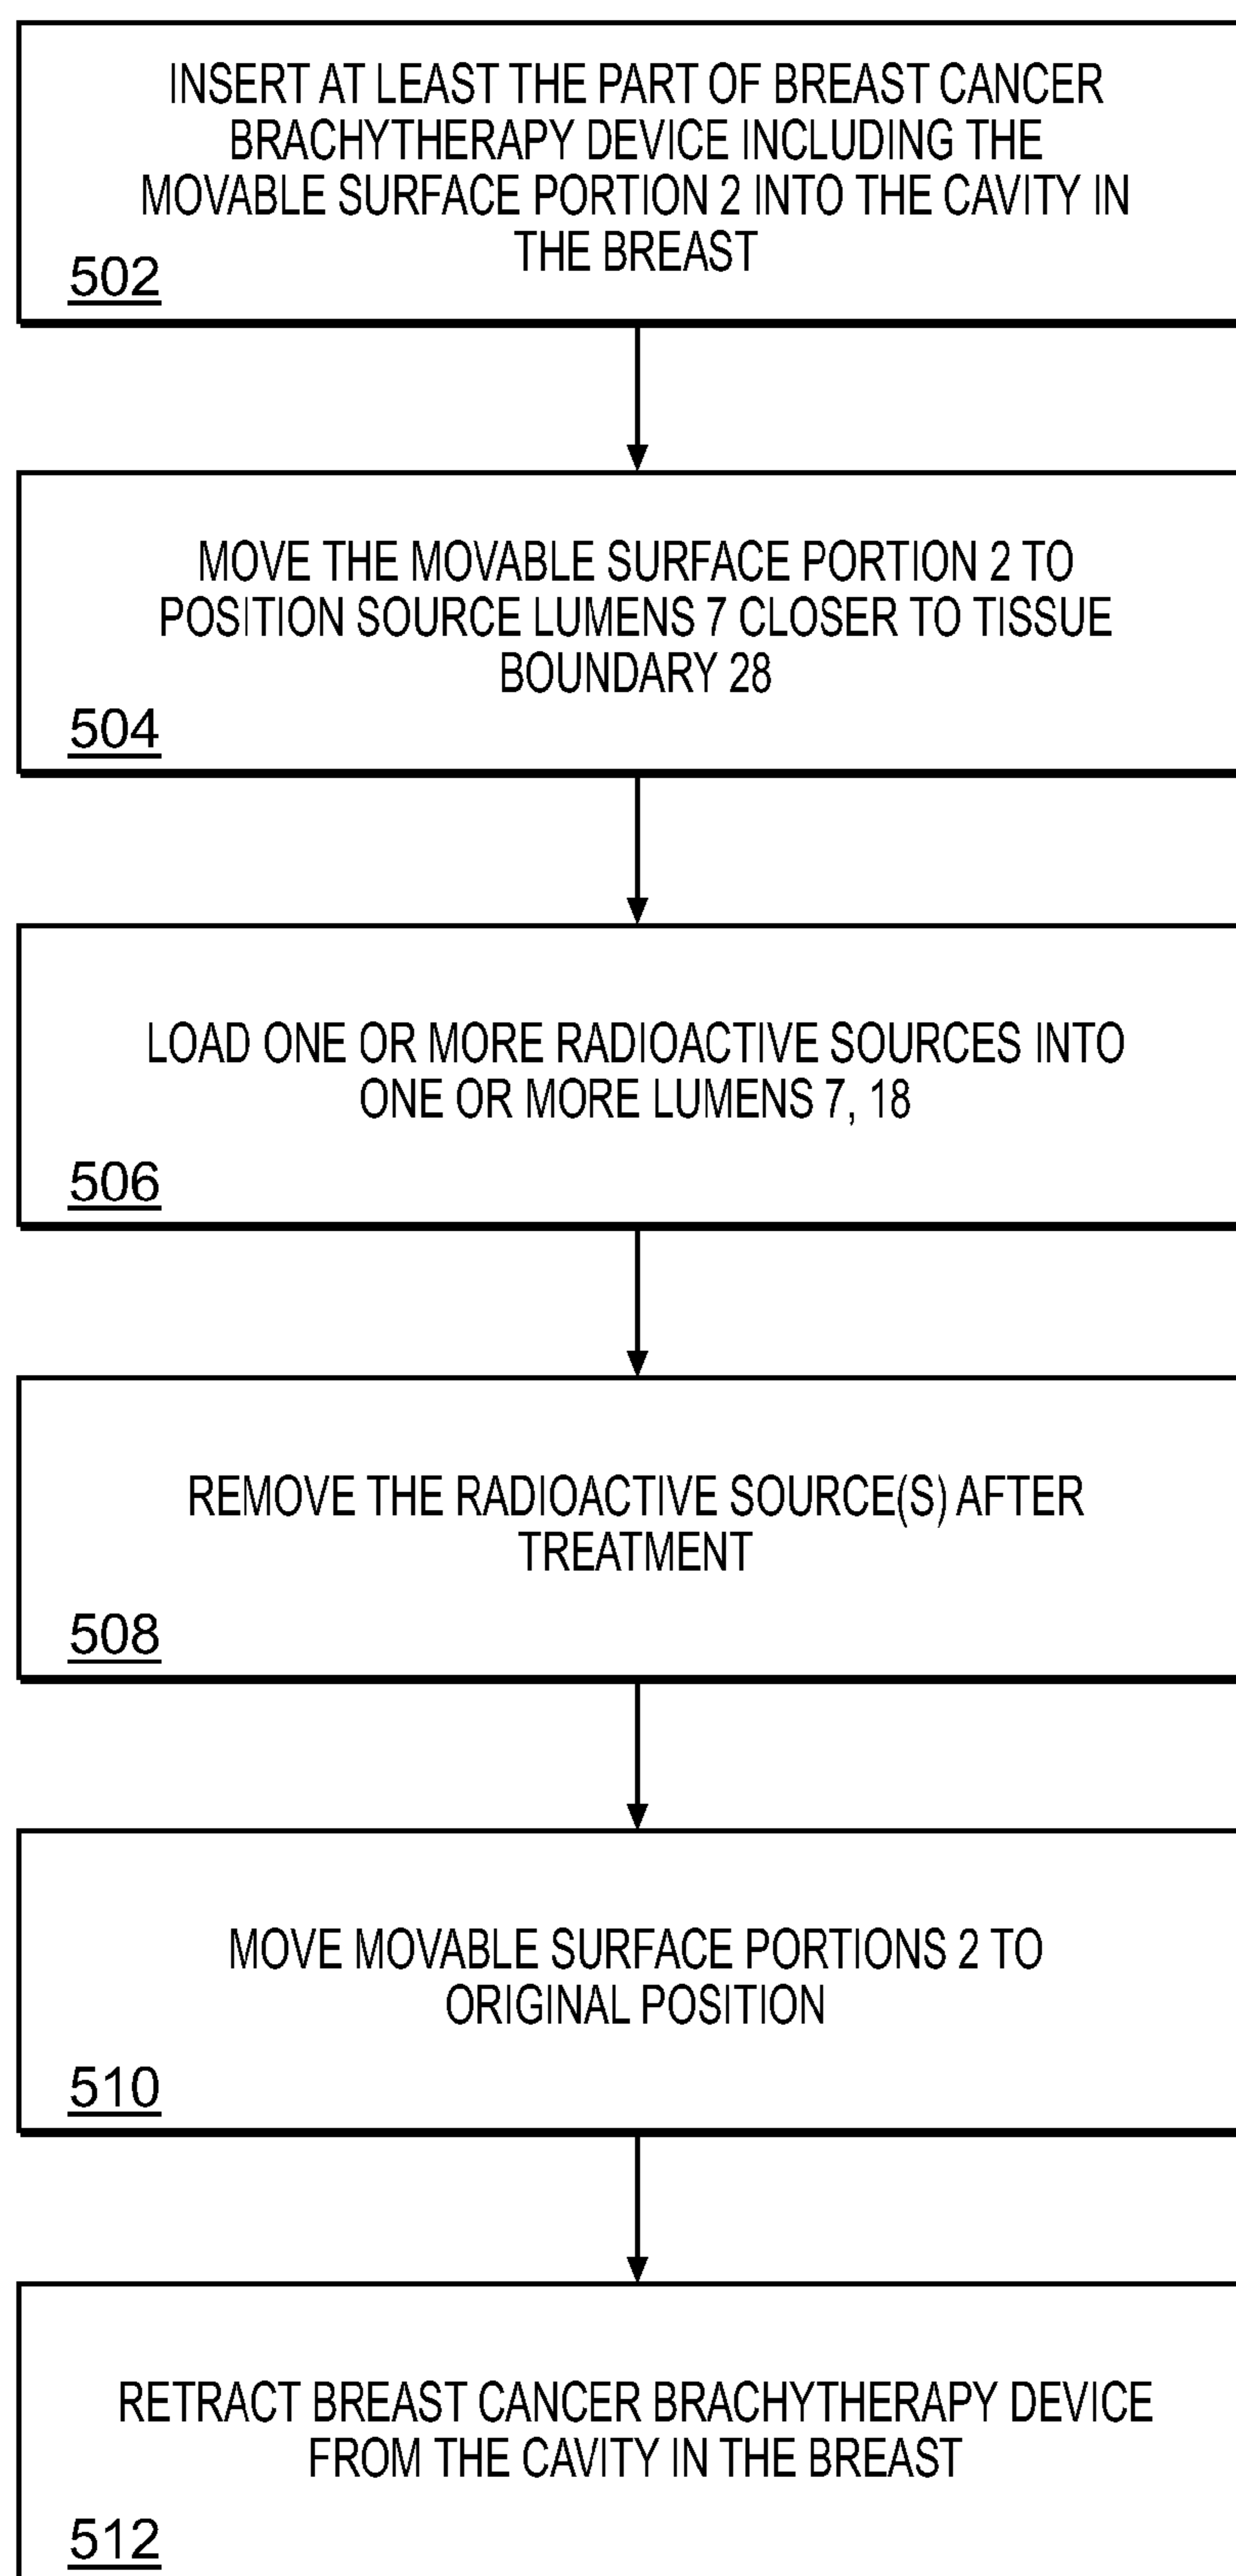 INSERT AT LEAST THE PART OF BREAST CANCER
BRACHYTHERAPY DEVICE INCLUDING THE
MOVABLE SURFACE PORTION 2 INTO THE CAVITY IN
THE BREAST
502
MOVE THE MOVABLE SURFACE PORTION 2 TO
POSITION SOURCE LUMENS 7 CLOSER TO TISSUE
BOUNDARY 28
504
LOAD ONE OR MORE RADIOACTIVE SOURCES INTO
ONE OR MORE LUMENS 7, 18
506
REMOVE THE RADIOACTIVE SOURCE(S) AFTER
TREATMENT
508
MOVE MOVABLE SURFACE PORTIONS 2 TO
ORIGINAL POSITION
510
RETRACT BREAST CANCER BRACHYTHERAPY DEVICE
FROM THE CAVITY IN THE BREAST
512